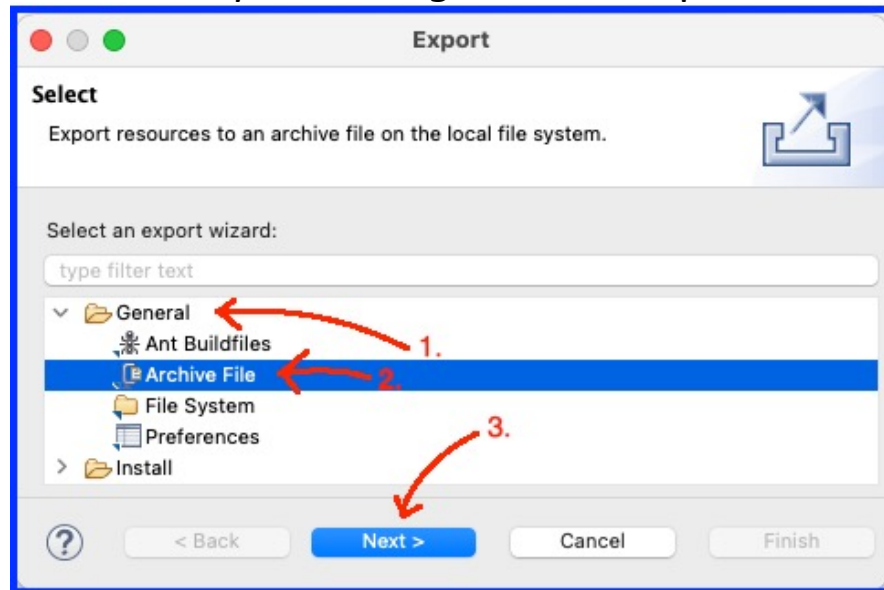 Export
Select
Export resources to an archive file on the local file system.
Select an export wizard:
type filter text
General
1.
Ant Buildfiles
Archive File
2.
File System
Preferences
3.
Install
?
< Back
Next >
Cancel
Finish